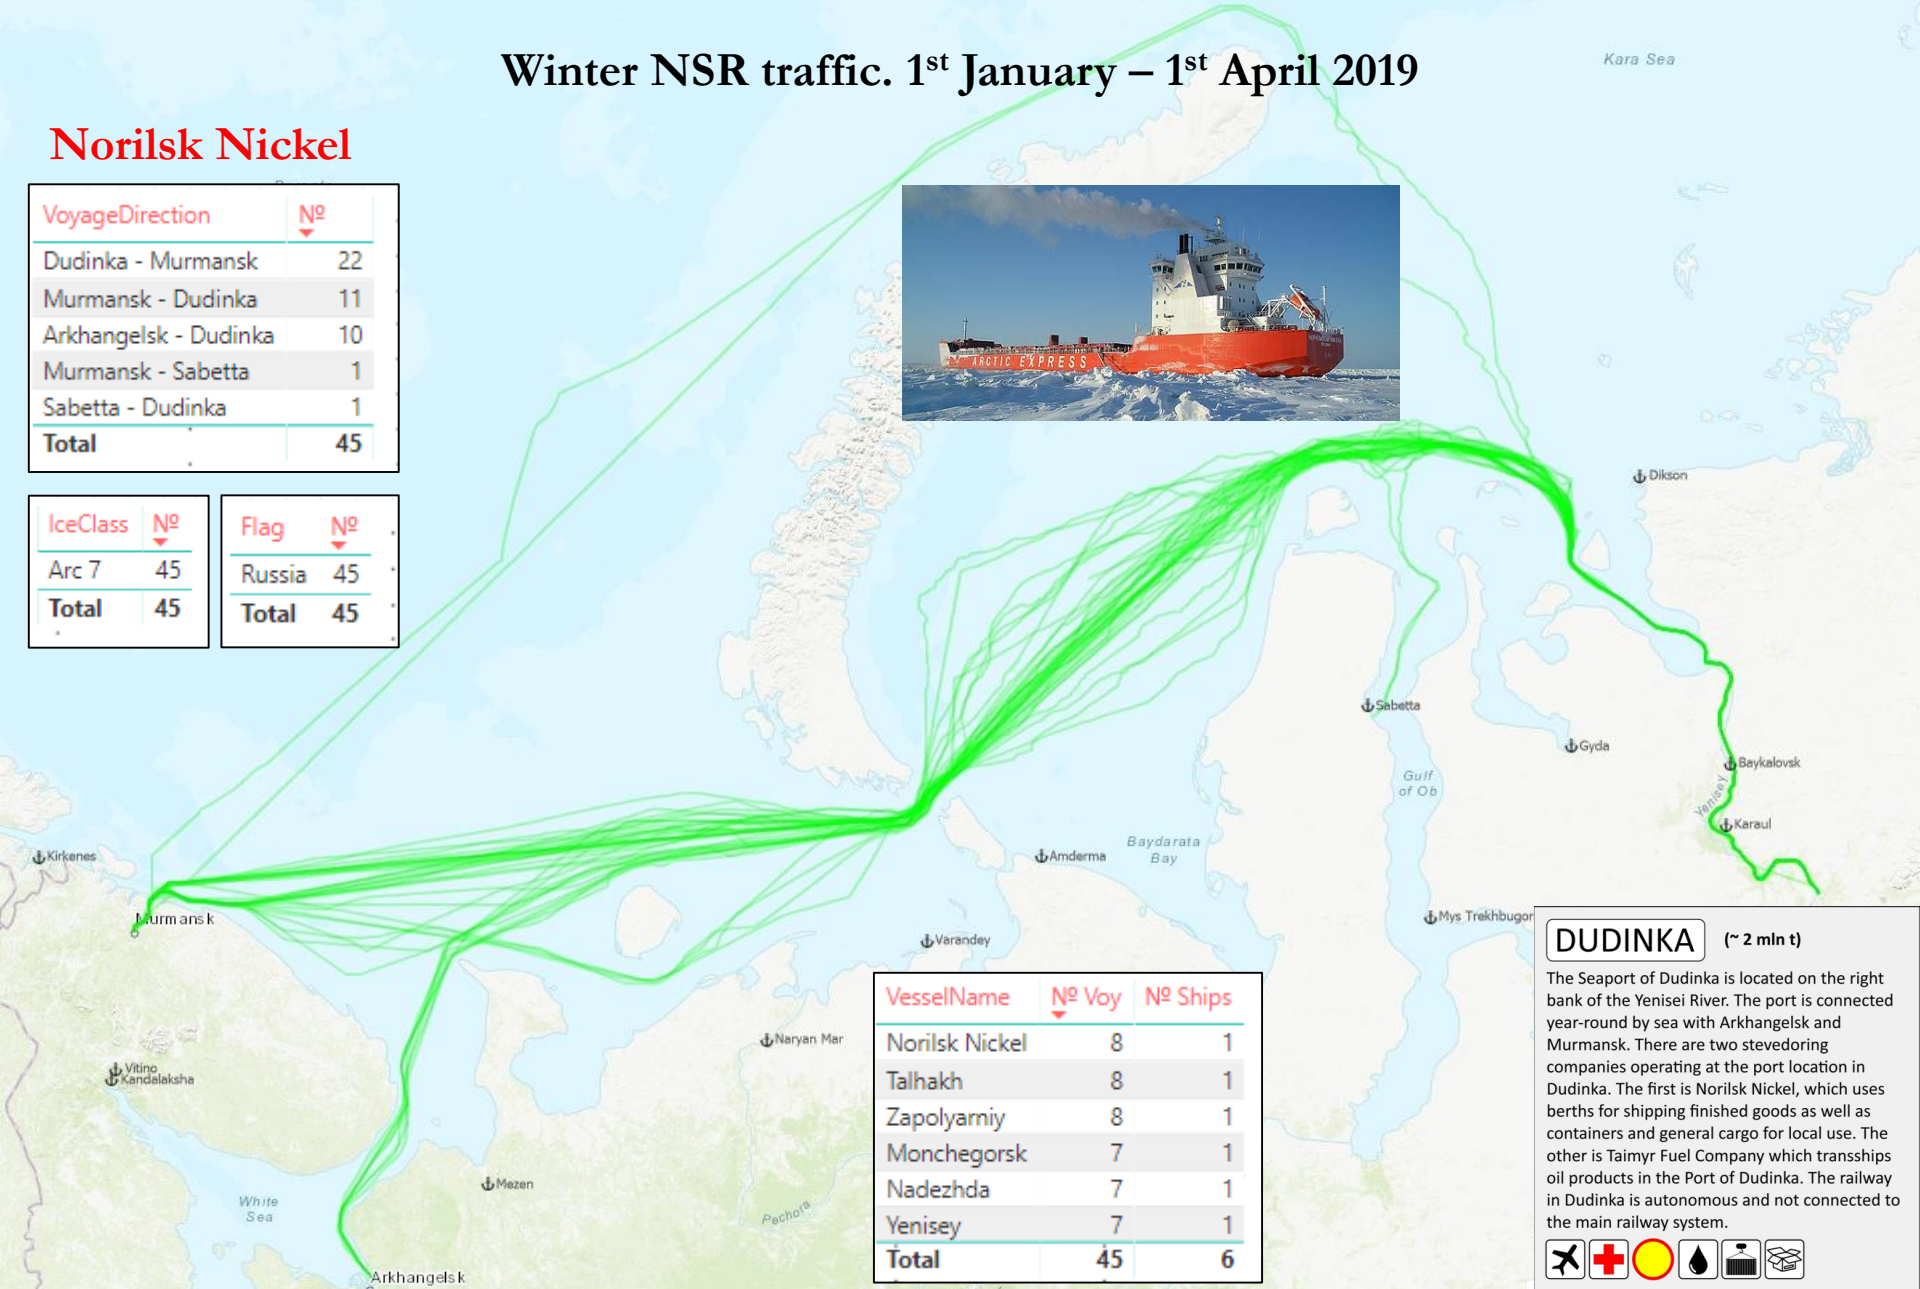 Winter NSR traffic. 1st January – 1st April 2019
Kara Sea
Norilsk Nickel
VoyageDirection Nº
Dudinka - Murmansk 22
Murmansk - Dudinka 11
Arkhangelsk - Dudinka 10
Murmansk - Sabetta 1
Sabetta - Dudinka 1
Total 45
IceClass Nº
Arc 7 45
Total 45
Flag Nº
Russia 45
Total 45
ARCTIC EXPRESS
Dikson
Sabetta
Gyda
Gulf
of Ob
Baykalovsk
Yenisey
Karaul
Baydarata
Bay
Amderma
Kirkenes
Murmansk
Mys Trekhbugor
Varandey
Naryan Mar
Vitino
Kandalaksha
Mezen
Pechora
White
Sea
Arkhangelsk
VesselName Nº Voy Nº Ships
Norilsk Nickel 8 1
Talhakh 8 1
Zapolyarniy 8 1
Monchegorsk 7 1
Nadezhda 7 1
Yenisey 7 1
Total 45 6
DUDINKA (~ 2 mln t)
The Seaport of Dudinka is located on the right
bank of the Yenisei River. The port is connected
year-round by sea with Arkhangelsk and
Murmansk. There are two stevedoring
companies operating at the port location in
Dudinka. The first is Norilsk Nickel, which uses
berths for shipping finished goods as well as
containers and general cargo for local use. The
other is Taimyr Fuel Company which transships
oil products in the Port of Dudinka. The railway
in Dudinka is autonomous and not connected to
the main railway system.